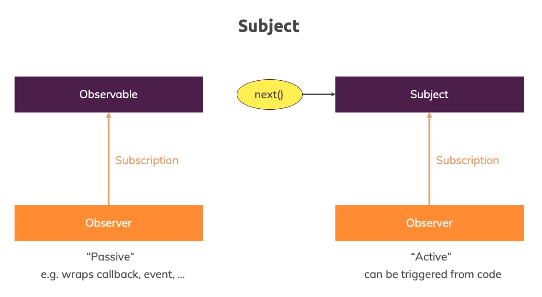 Subject
Observable
next()
Subject
Subscription
Subscription
Observer
Observer
“Passive“
e.g. wraps callback, event, ...
“Active“
can be triggered from code